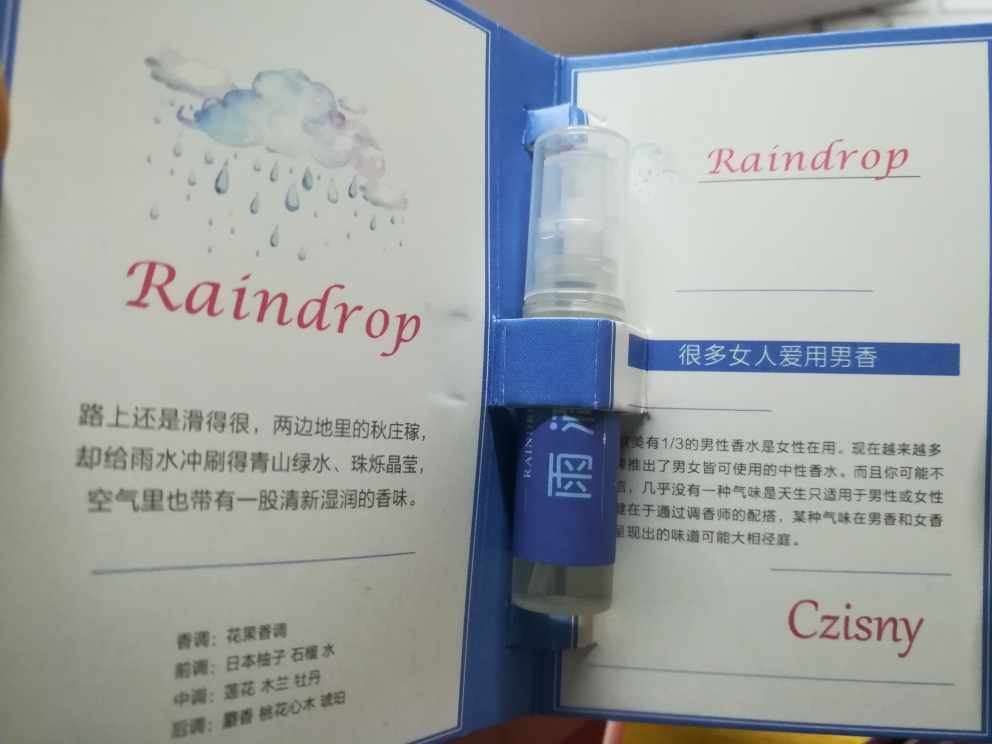 Raindrop
路上还是滑得很，两边地里的秋庄稼，
却给雨水冲刷得青山绿水、珠烁晶莹，
空气里也带有一股清新湿润的香味。
香调：花果香调
前调：日本柚子 石榴 水
中调：莲花 木兰 牡丹
后调：麝香 桃花心木 琥珀
雨
Raindrop
很多女人爱用男香
美有1/3的男性香水是女性在用。现在越来越多
推出了男女皆可使用的中性香水。而且你可能不
信，几乎没有一种气味是天生只适用于男性或女性
键在于通过调香师的配搭，某种气味在男香和女香
呈现出的味道可能大相径庭。
Czisny